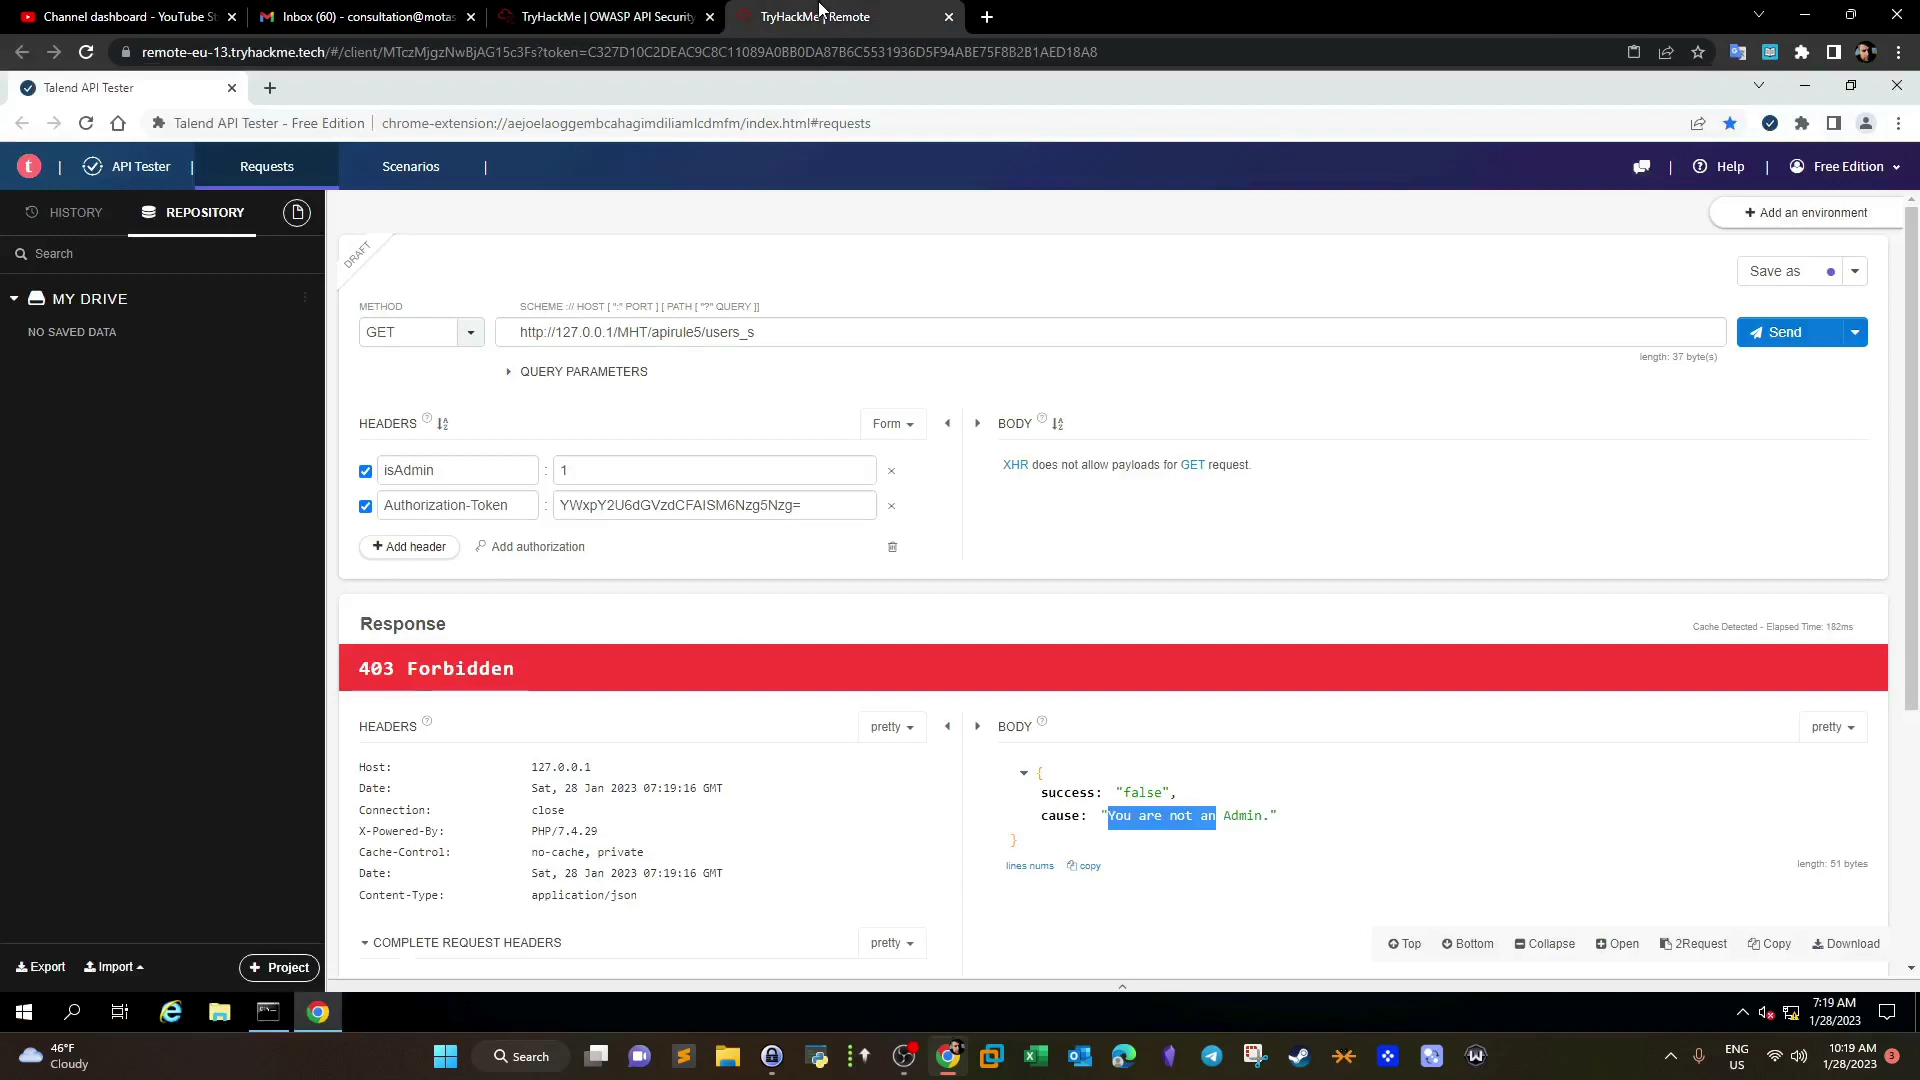 Channel dashboard - YouTube St
Inbox (60) - consultation@motas
TryHackMe | OWASP API Security
TryHackMe | Remote
remote-eu-13.tryhackme.tech/#/client/MTczMjgzNwBjAG15c3Fs?token=C327D10C2DEAC9C8C11089A0BB0DA87B6C5531936D5F94ABE75F8B2B1AED18A8
Talend API Tester
Talend API Tester - Free Edition
chrome-extension://aejoelaoggembcahagimdiliamlcdmfm/index.html#requests
t | API Tester | Requests Scenarios |
Help | Free Edition
HISTORY REPOSITORY
+ Add an environment
Search
DRAFT
Save as
MY DRIVE
NO SAVED DATA
METHOD
SCHEME :// HOST [ ":" PORT ] [ PATH [ "?" QUERY ]]
GET
http://127.0.0.1/MHT/apirule5/users_s
Send
length: 37 byte(s)
QUERY PARAMETERS
HEADERS ? Form
BODY ?
isAdmin : 1 ×
XHR does not allow payloads for GET request.
Authorization-Token : YWxpY2U6dGVzdCFAISM6Nzg5Nzg= ×
+ Add header Add authorization
Response
Cache Detected - Elapsed Time: 182ms
403 Forbidden
HEADERS ? pretty
BODY ? pretty
Host: 127.0.0.1
Date: Sat, 28 Jan 2023 07:19:16 GMT
Connection: close
X-Powered-By: PHP/7.4.29
Cache-Control: no-cache, private
Date: Sat, 28 Jan 2023 07:19:16 GMT
Content-Type: application/json
{
success: "false",
cause: "You are not an Admin."
}
lines nums copy
length: 51 bytes
COMPLETE REQUEST HEADERS pretty
Top Bottom Collapse Open 2Request Copy Download
Export Import + Project
7:19 AM
1/28/2023
46°F
Cloudy
Search
ENG
US
10:19 AM
1/28/2023
3